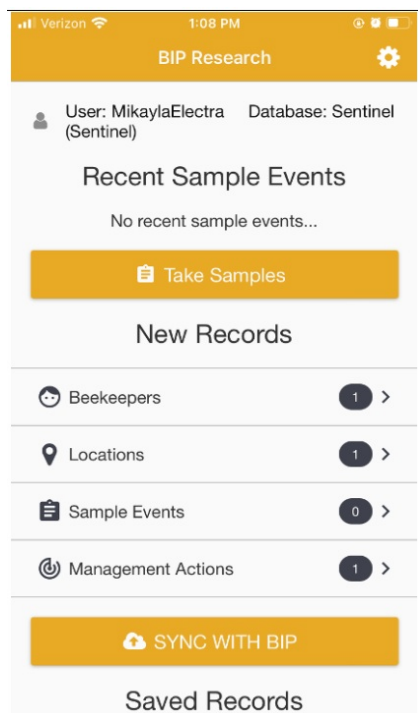 Verizon 1:08 PM
BIP Research
User: MikaylaElectra Database: Sentinel
(Sentinel)
Recent Sample Events
No recent sample events...
Take Samples
New Records
Beekeepers 1
Locations 1
Sample Events 0
Management Actions 1
SYNC WITH BIP
Saved Records